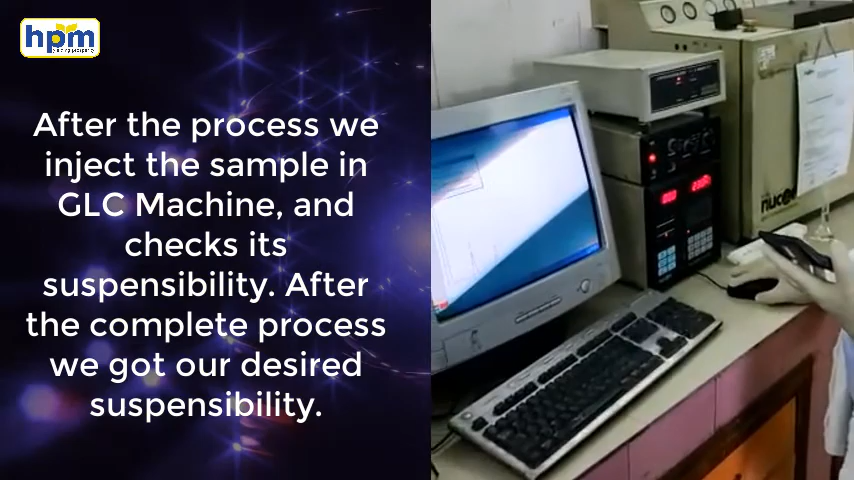 hpm
After the process we
inject the sample in
GLC Machine, and
checks its
suspensibility. After
the complete process
we got our desired
suspensibility.